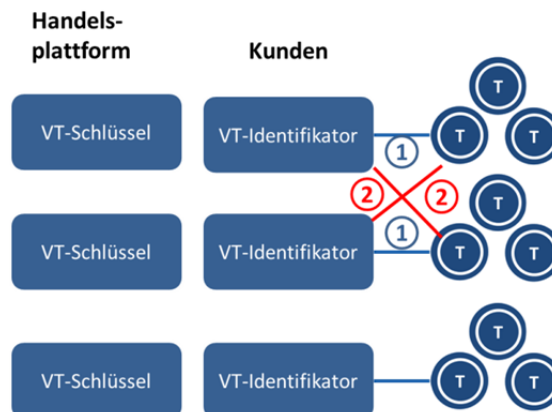 Handels-
plattform
Kunden
T
VT-Schlüssel
VT-Identifikator
1
T
T
2
2
T
VT-Schlüssel
VT-Identifikator
1
T
T
T
VT-Schlüssel
VT-Identifikator
T
T